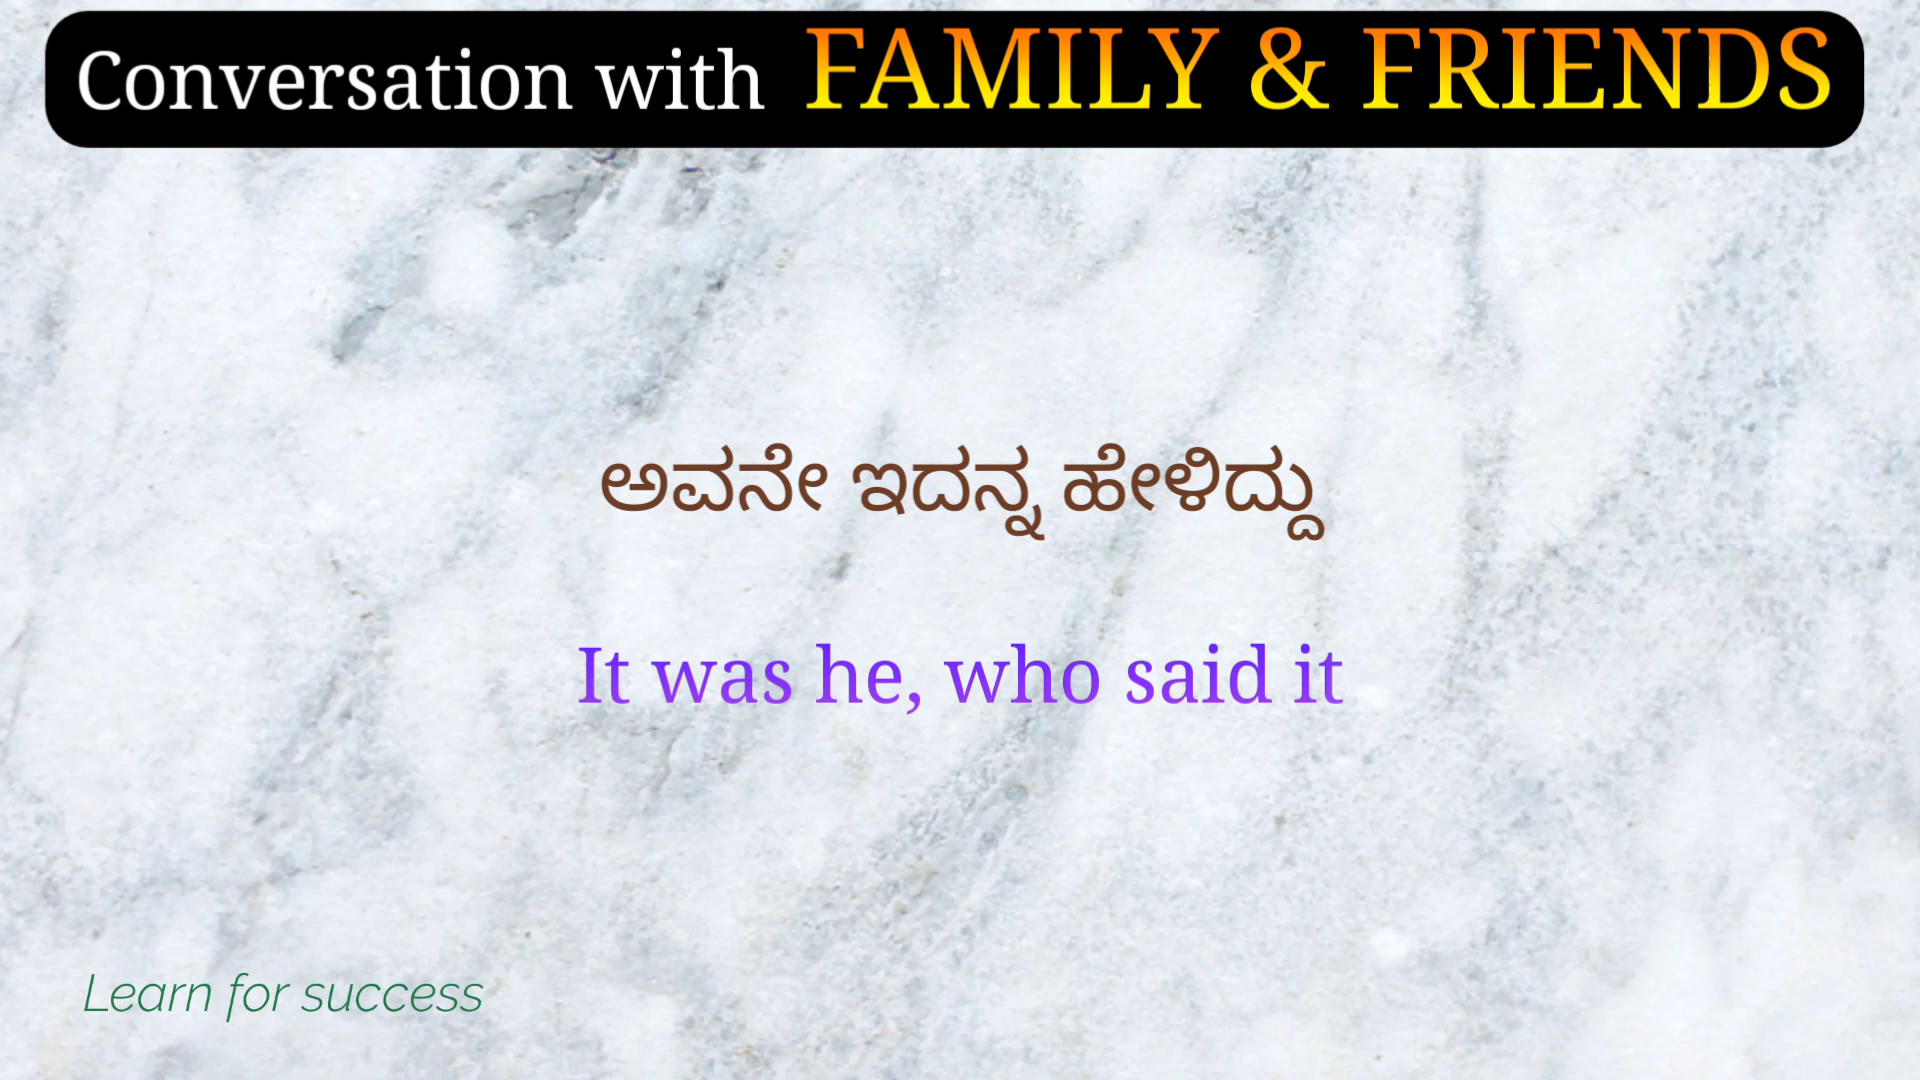 Conversation with FAMILY & FRIENDS
ಅವನೇ ಇದನ್ನ ಹೇಳಿದ್ದು
It was he, who said it
Learn for success